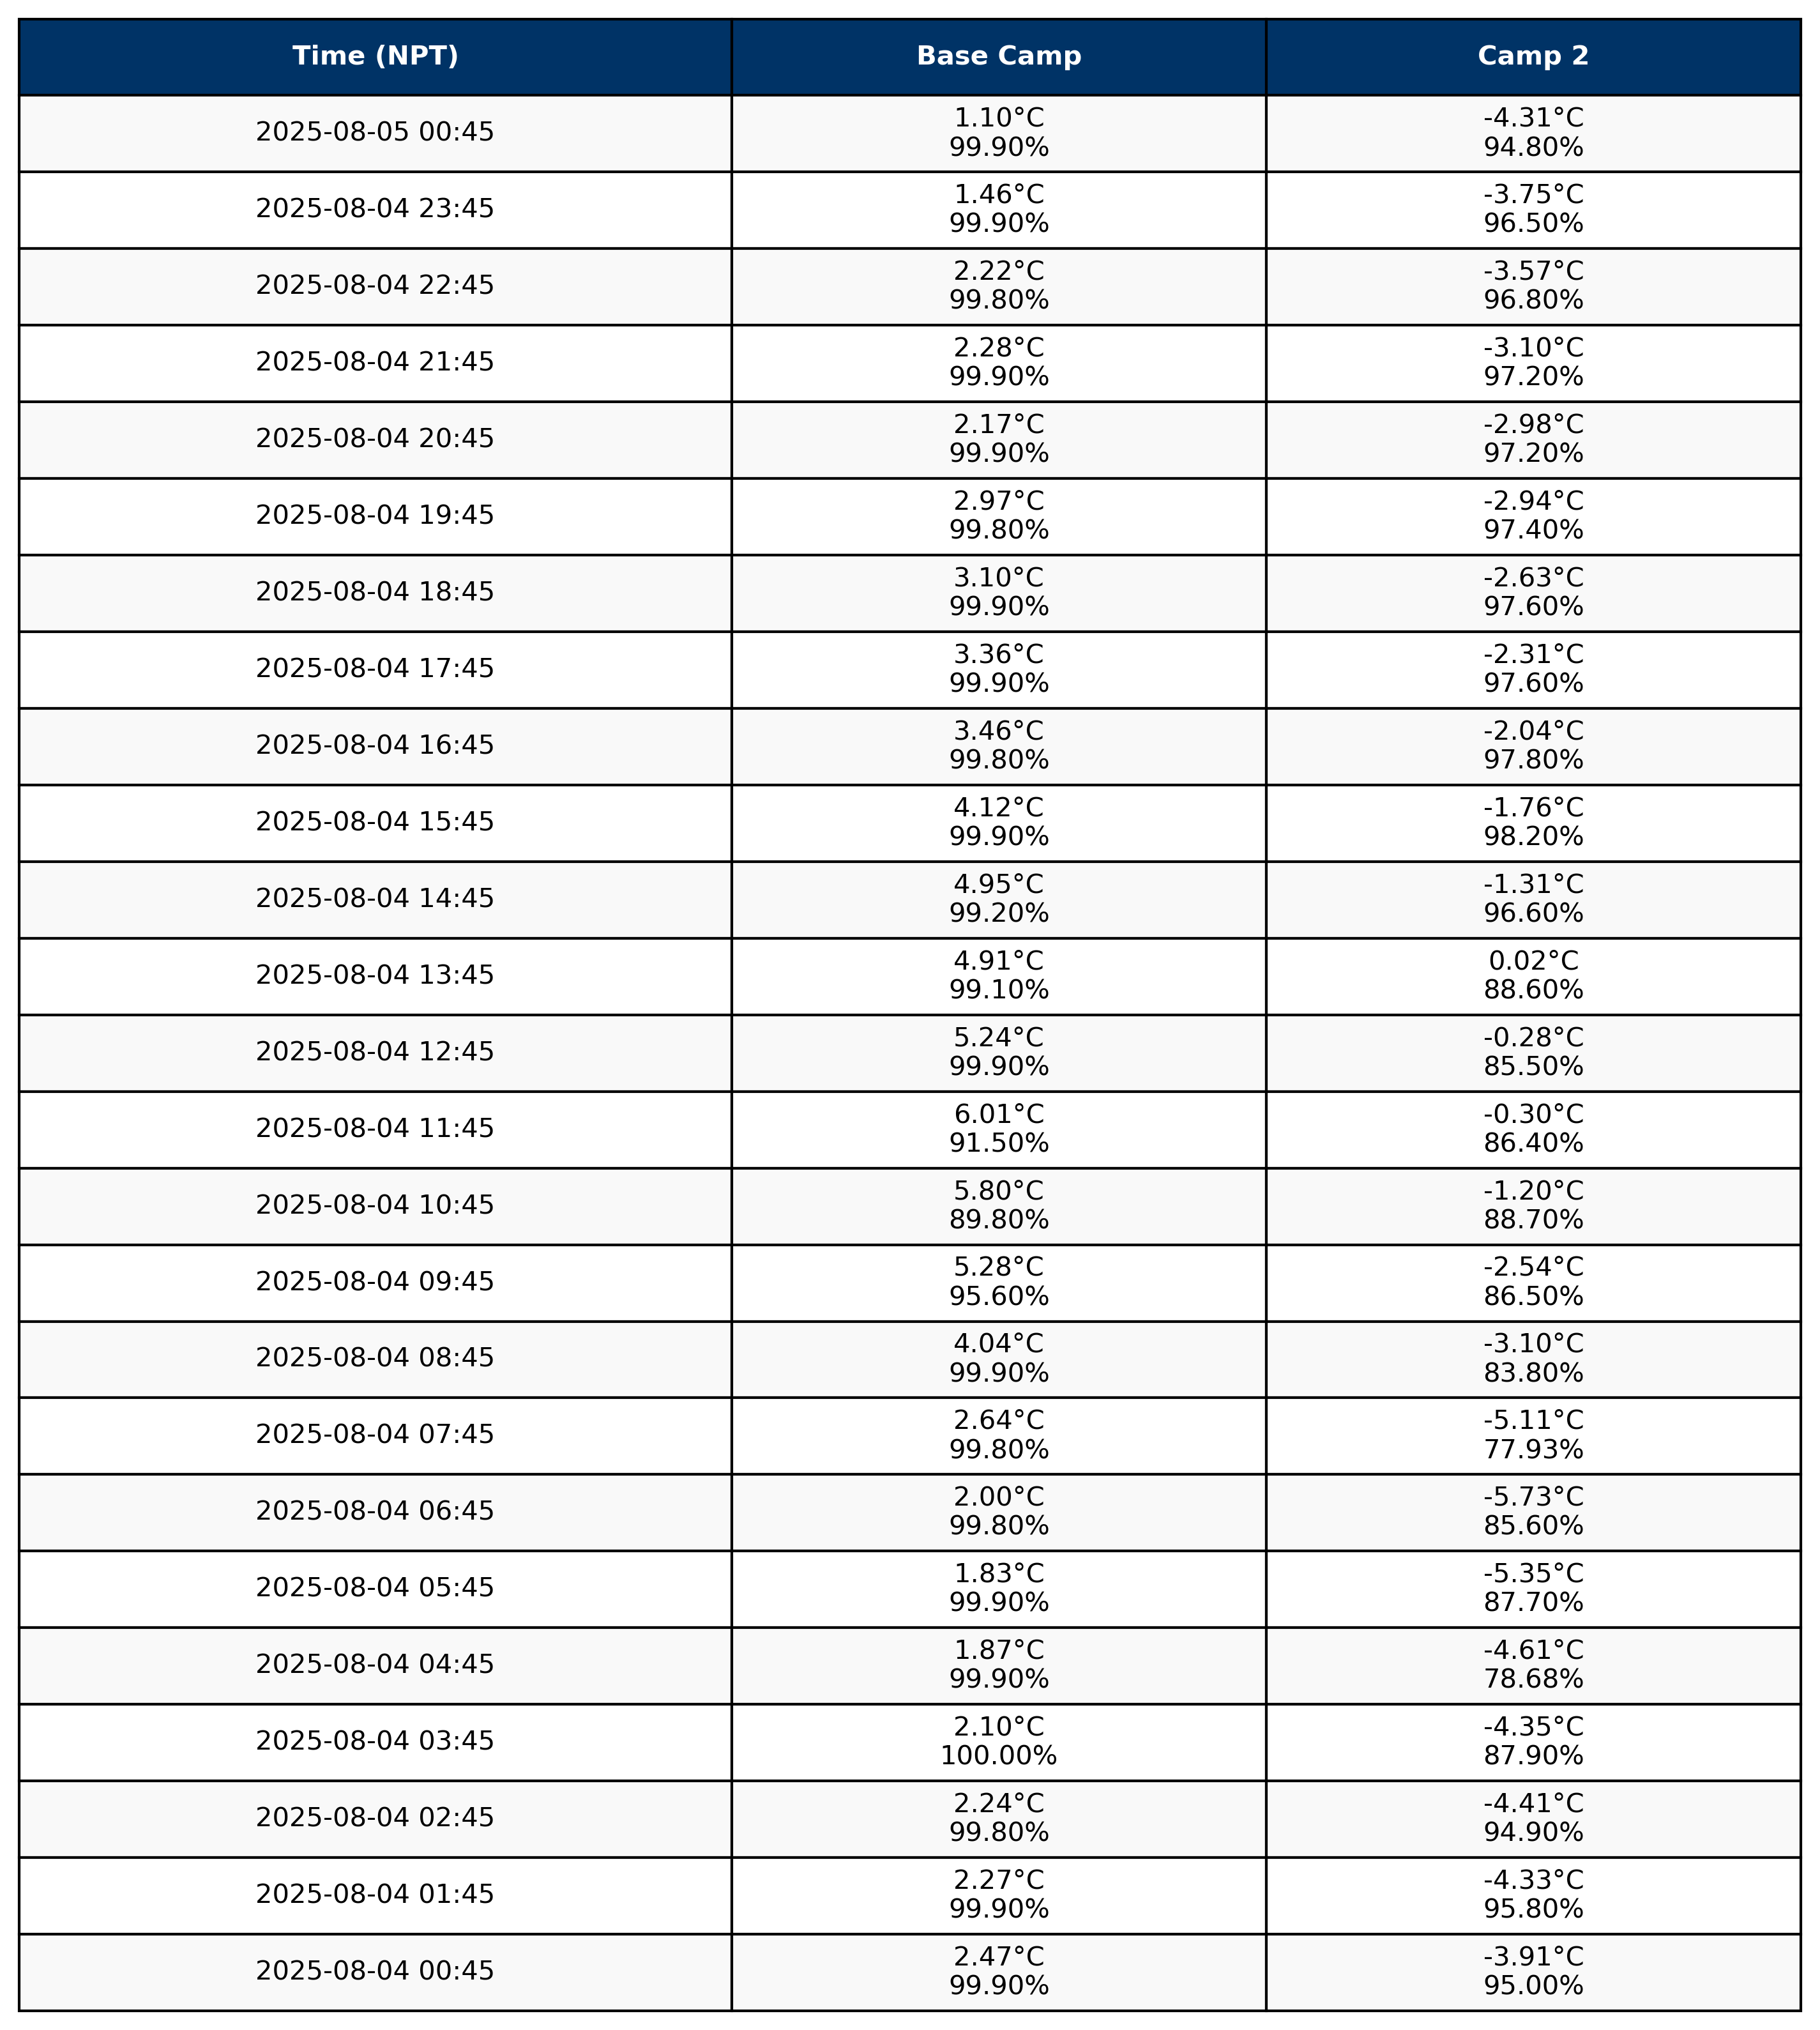 Time (NPT) Base Camp Camp 2
2025-08-05 00:45 1.10°C -4.31°C
99.90% 94.80%
2025-08-04 23:45 1.46°C -3.75°C
99.90% 96.50%
2025-08-04 22:45 2.22°C -3.57°C
99.80% 96.80%
2025-08-04 21:45 2.28°C -3.10°C
99.90% 97.20%
2025-08-04 20:45 2.17°C -2.98°C
99.90% 97.20%
2025-08-04 19:45 2.97°C -2.94°C
99.80% 97.40%
2025-08-04 18:45 3.10°C -2.63°C
99.90% 97.60%
2025-08-04 17:45 3.36°C -2.31°C
99.90% 97.60%
2025-08-04 16:45 3.46°C -2.04°C
99.80% 97.80%
2025-08-04 15:45 4.12°C -1.76°C
99.90% 98.20%
2025-08-04 14:45 4.95°C -1.31°C
99.20% 96.60%
2025-08-04 13:45 4.91°C 0.02°C
99.10% 88.60%
2025-08-04 12:45 5.24°C -0.28°C
99.90% 85.50%
2025-08-04 11:45 6.01°C -0.30°C
91.50% 86.40%
2025-08-04 10:45 5.80°C -1.20°C
89.80% 88.70%
2025-08-04 09:45 5.28°C -2.54°C
95.60% 86.50%
2025-08-04 08:45 4.04°C -3.10°C
99.90% 83.80%
2025-08-04 07:45 2.64°C -5.11°C
99.80% 77.93%
2025-08-04 06:45 2.00°C -5.73°C
99.80% 85.60%
2025-08-04 05:45 1.83°C -5.35°C
99.90% 87.70%
2025-08-04 04:45 1.87°C -4.61°C
99.90% 78.68%
2025-08-04 03:45 2.10°C -4.35°C
100.00% 87.90%
2025-08-04 02:45 2.24°C -4.41°C
99.80% 94.90%
2025-08-04 01:45 2.27°C -4.33°C
99.90% 95.80%
2025-08-04 00:45 2.47°C -3.91°C
99.90% 95.00%